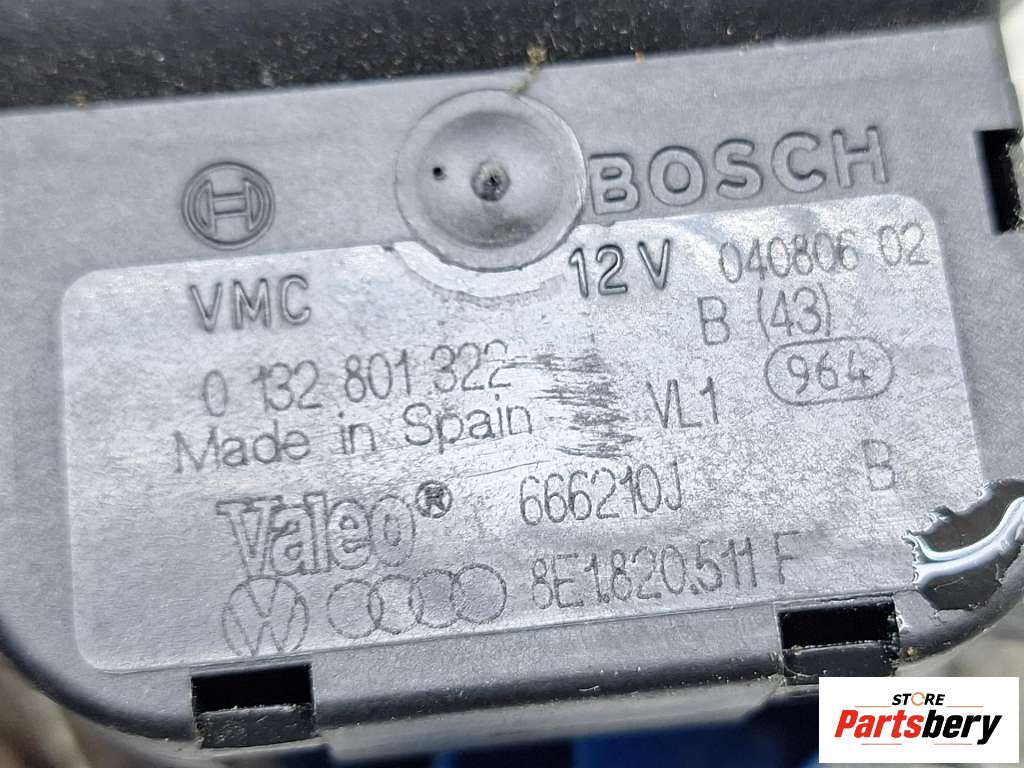 BOSCH
VMC 12V 040806 02
B (43)
0 132 801 322
VL1 964
Made in Spain
Valeo® 666210J B
8E1.820.511 F
STORE
Partsbery